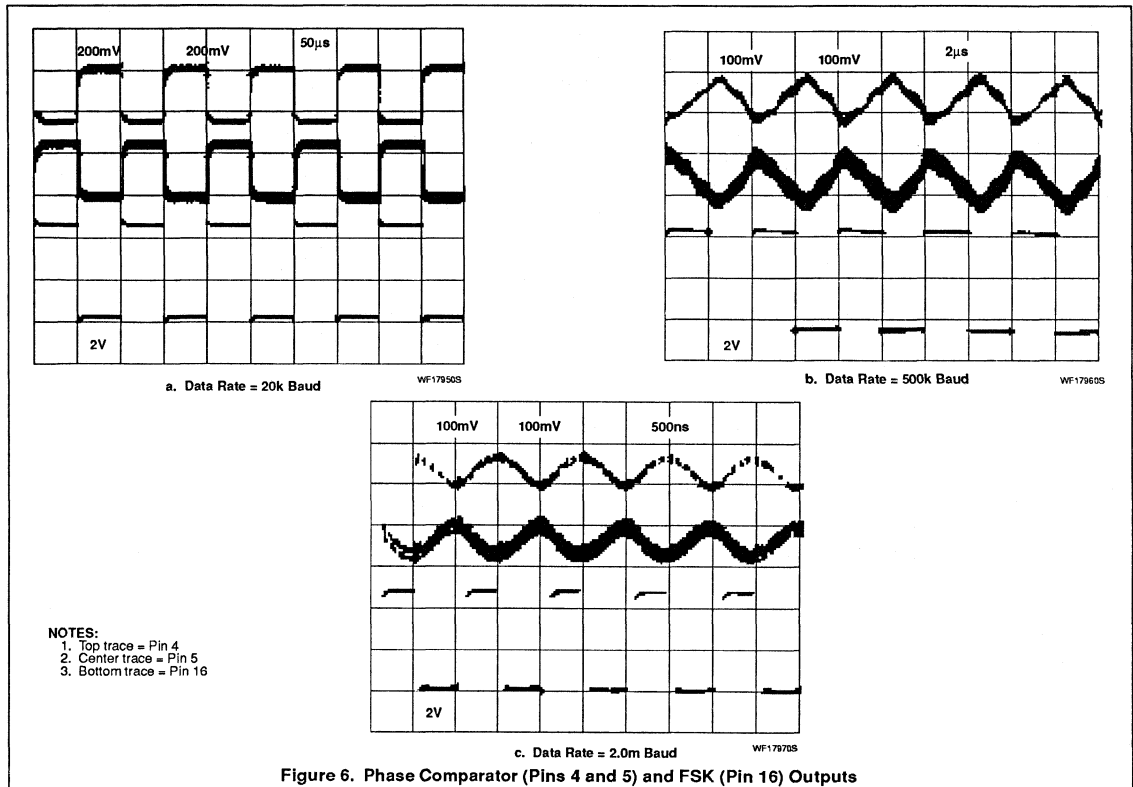 200mV 200mV 50µs
2V
a. Data Rate = 20k Baud
WF17950S
100mV 100mV 2µs
2V
b. Data Rate = 500k Baud
WF17960S
100mV 100mV 500ns
2V
c. Data Rate = 2.0m Baud
WF17970S
NOTES:
1. Top trace = Pin 4
2. Center trace = Pin 5
3. Bottom trace = Pin 16
Figure 6. Phase Comparator (Pins 4 and 5) and FSK (Pin 16) Outputs